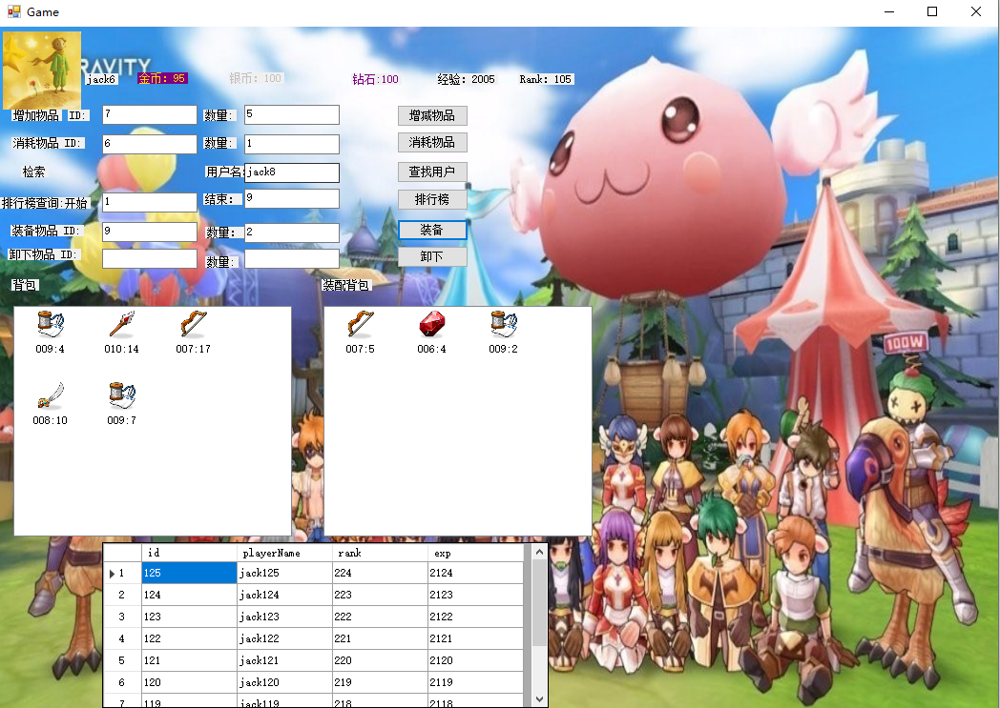 Game
RAVITY
jack6 金币: 95 银币: 100 钻石:100 经验: 2005 Rank: 105
增加物品 ID: 7 数量: 5 增减物品
消耗物品 ID: 6 数量: 1 消耗物品
检索 用户名: jack8 查找用户
排行榜查询:开始 1 结束: 9 排行榜
装备物品 ID: 9 数量: 2 装备
卸下物品 ID: 数量: 卸下
背包 装配背包
009:4 010:14 007:17 007:5 006:4 009:2
100W
008:10 009:7
id playerName rank exp
1 125 jack125 224 2124
2 124 jack124 223 2123
3 123 jack123 222 2122
4 122 jack122 221 2121
5 121 jack121 220 2120
6 120 jack120 219 2119
7 119 jack119 218 2118